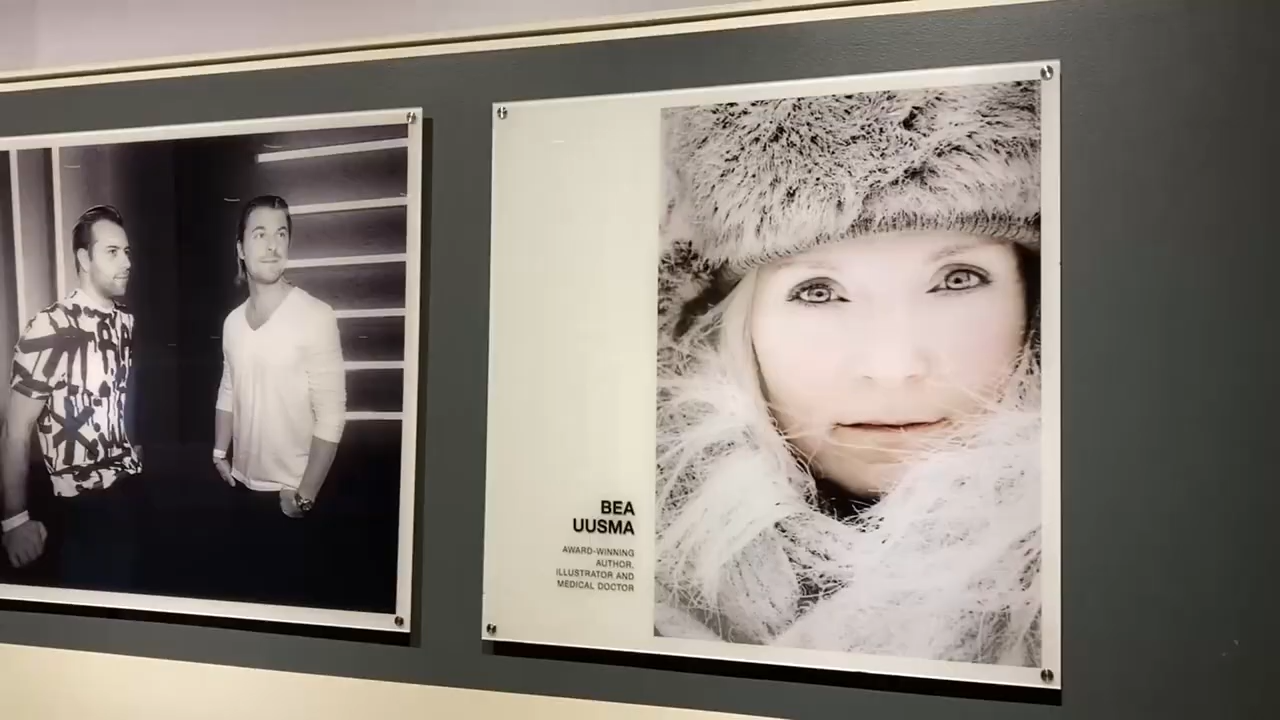 BEA
UUSMA
AWARD-WINNING
AUTHOR,
ILLUSTRATOR AND
MEDICAL DOCTOR